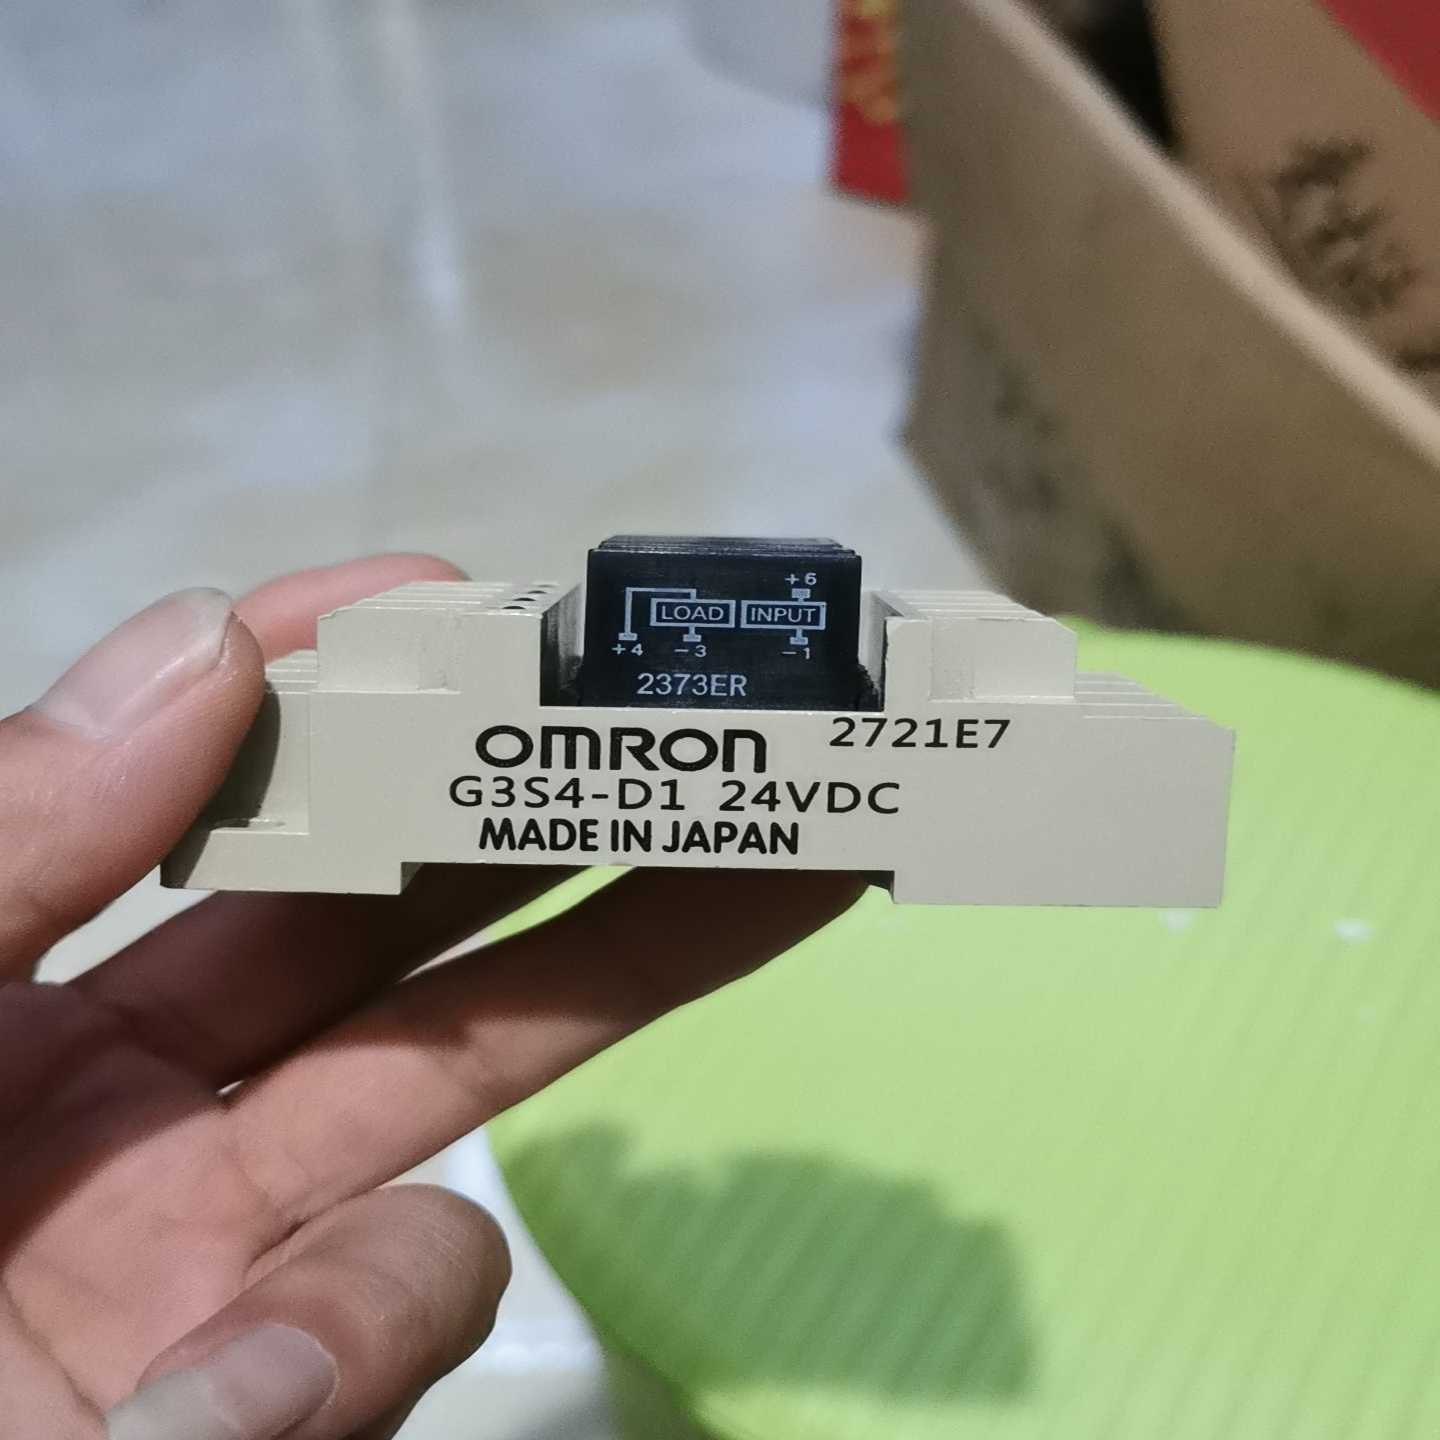 +6
LOAD INPUT
+4 -3 -1
2373ER
OMRON 2721E7
G3S4-D1 24VDC
MADE IN JAPAN